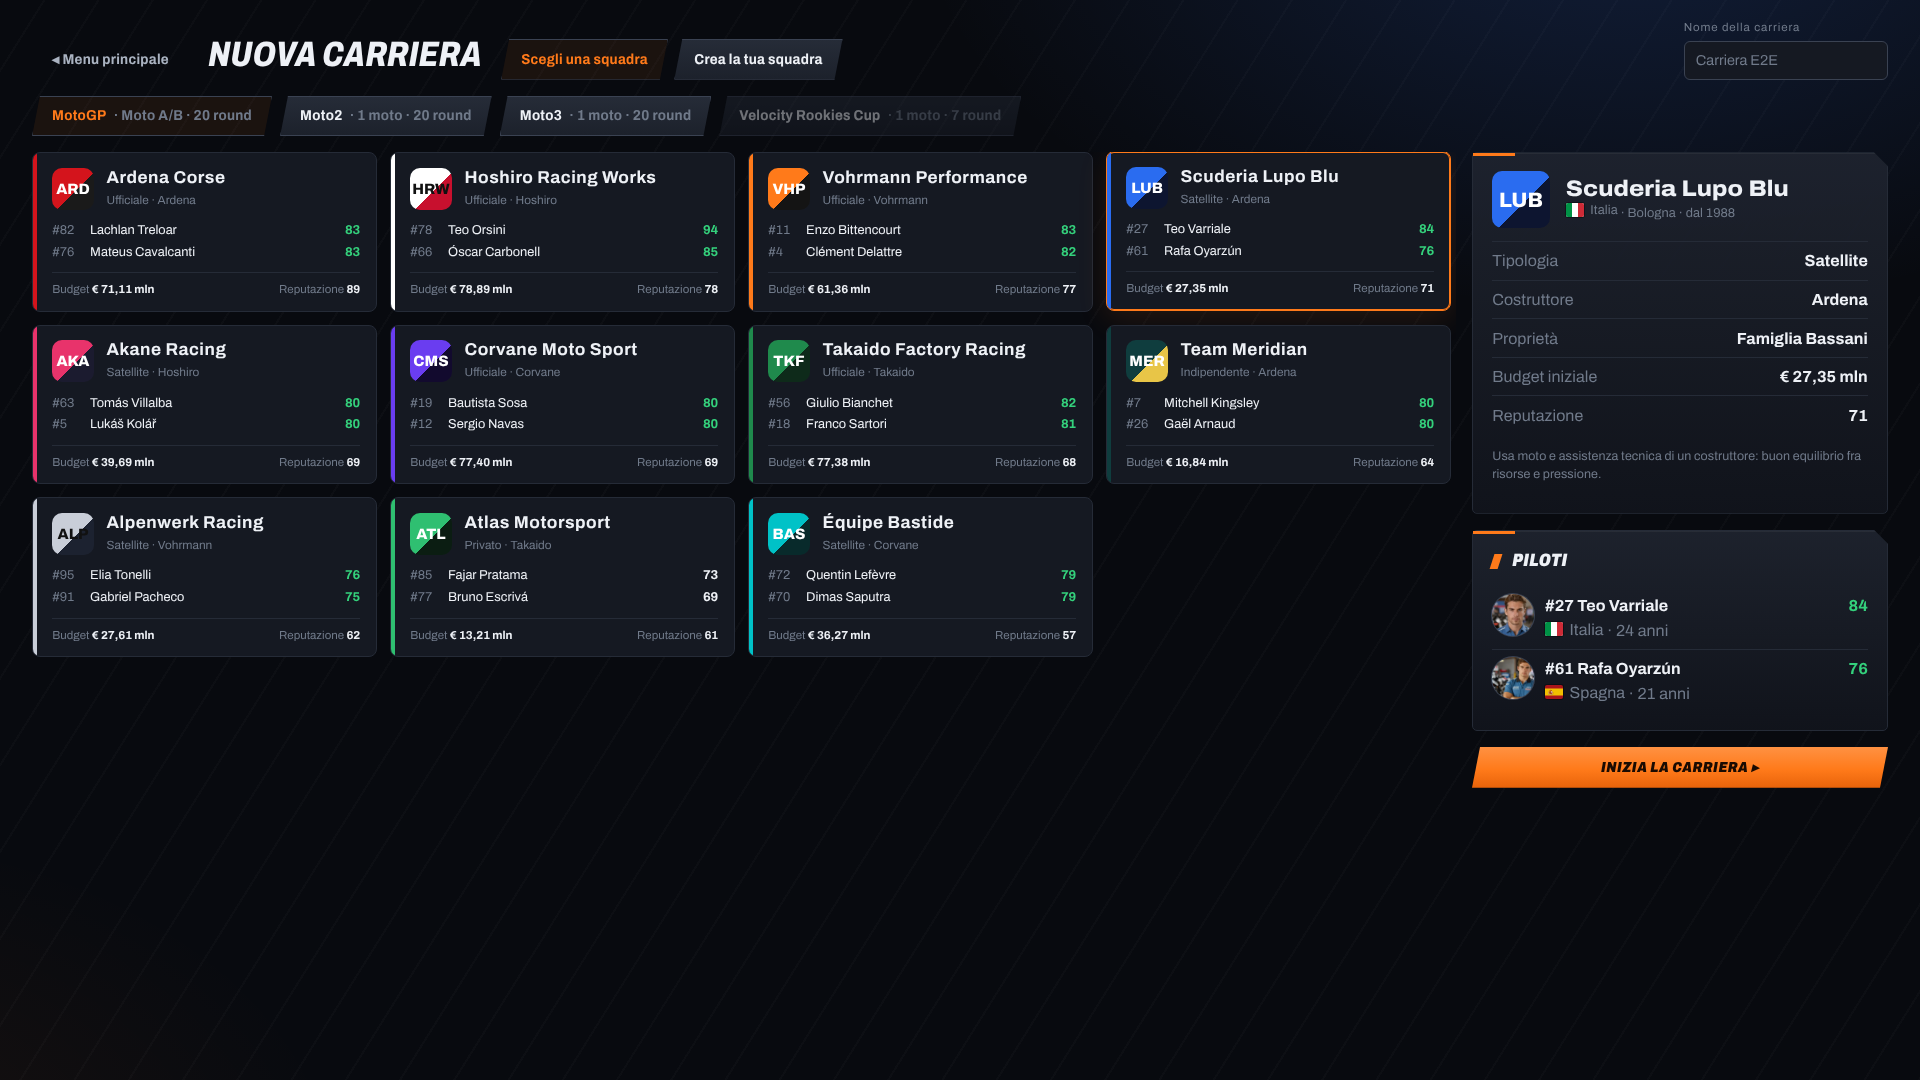 Nome della carriera
◂ Menu principale
NUOVA CARRIERA
Scegli una squadra
Crea la tua squadra
Carriera E2E
MotoGP · Moto A/B · 20 round
Moto2 · 1 moto · 20 round
Moto3 · 1 moto · 20 round
Velocity Rookies Cup · 1 moto · 7 round
ARD
Ardena Corse
Ufficiale · Ardena
#82 Lachlan Treloar 83
#76 Mateus Cavalcanti 83
Budget € 71,11 mln Reputazione 89
HRW
Hoshiro Racing Works
Ufficiale · Hoshiro
#78 Teo Orsini 94
#66 Óscar Carbonell 85
Budget € 78,89 mln Reputazione 78
VHP
Vohrmann Performance
Ufficiale · Vohrmann
#11 Enzo Bittencourt 83
#4 Clément Delattre 82
Budget € 61,36 mln Reputazione 77
LUB
Scuderia Lupo Blu
Satellite · Ardena
#27 Teo Varriale 84
#61 Rafa Oyarzún 76
Budget € 27,35 mln Reputazione 71
AKA
Akane Racing
Satellite · Hoshiro
#63 Tomás Villalba 80
#5 Lukáš Kolář 80
Budget € 39,69 mln Reputazione 69
CMS
Corvane Moto Sport
Ufficiale · Corvane
#19 Bautista Sosa 80
#12 Sergio Navas 80
Budget € 77,40 mln Reputazione 69
TKF
Takaido Factory Racing
Ufficiale · Takaido
#56 Giulio Bianchet 82
#18 Franco Sartori 81
Budget € 77,38 mln Reputazione 68
MER
Team Meridian
Indipendente · Ardena
#7 Mitchell Kingsley 80
#26 Gaël Arnaud 80
Budget € 16,84 mln Reputazione 64
ALP
Alpenwerk Racing
Satellite · Vohrmann
#95 Elia Tonelli 76
#91 Gabriel Pacheco 75
Budget € 27,61 mln Reputazione 62
ATL
Atlas Motorsport
Privato · Takaido
#85 Fajar Pratama 73
#77 Bruno Escrivá 69
Budget € 13,21 mln Reputazione 61
BAS
Équipe Bastide
Satellite · Corvane
#72 Quentin Lefèvre 79
#70 Dimas Saputra 79
Budget € 36,27 mln Reputazione 57
LUB
Scuderia Lupo Blu
Italia · Bologna · dal 1988
Tipologia Satellite
Costruttore Ardena
Proprietà Famiglia Bassani
Budget iniziale € 27,35 mln
Reputazione 71
Usa moto e assistenza tecnica di un costruttore: buon equilibrio fra
risorse e pressione.
PILOTI
#27 Teo Varriale 84
Italia · 24 anni
#61 Rafa Oyarzún 76
Spagna · 21 anni
INIZIA LA CARRIERA ▸